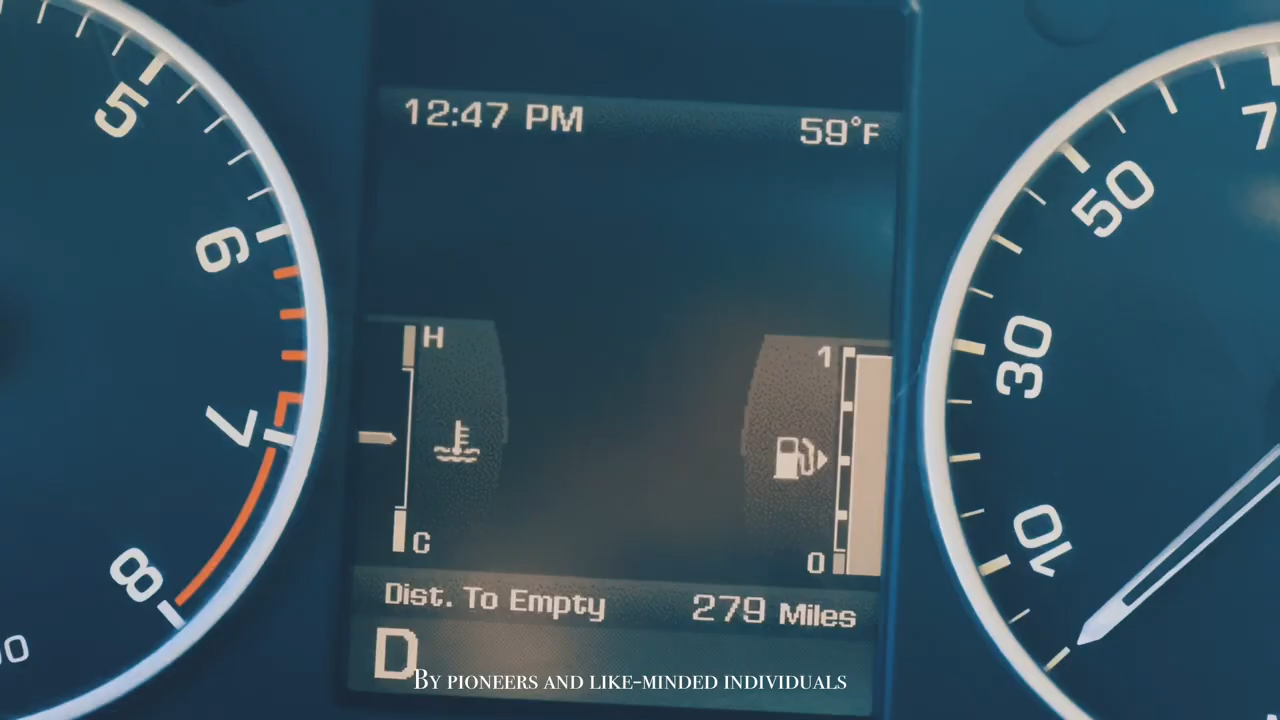 5
6
7
8
12:47 PM
59°F
H
C
1
0
Dist. To Empty 279 Miles
D
7
50
30
10
By pioneers and like-minded individuals